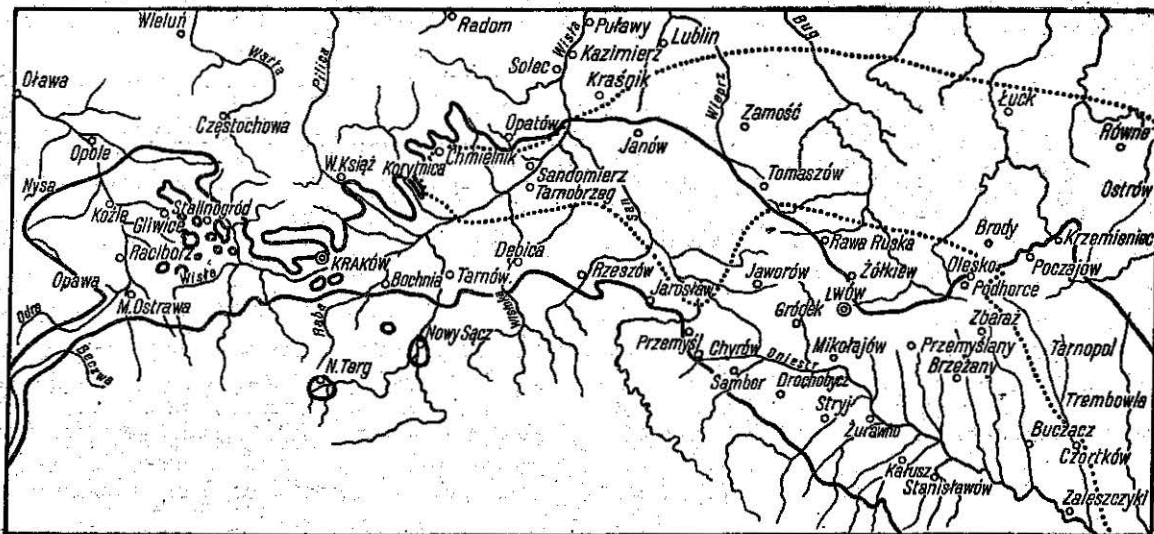 Wieluń
Radom
Puławy
Lublin
Bug
Warta
Pilica
Wisła
Kazimierz
Solec
Oława
Kraśnik
Wieprz
Łuck
Częstochowa
Zamość
Opatów
Równe
Opole
Chmielnik
Janów
W. Książ
Korytnica
Sandomierz
Tarnobrzeg
Tomaszów
Nysa
San
Ostrów
Koźle
Stalinogród
Gliwice
Brody
Krzemieniec
Rawa Ruska
Racibórz
Dębica
KRAKÓW
Poczajów
Olesko
Opawa
Wisła
Bochnia
Tarnów
Rzeszów
Jaworów
Żółkiew
Podhorce
M. Ostrawa
Jarosław
LWÓW
Odra
Raba
Wisłoka
Gródek
Zbaraż
Nowy Sącz
Przemyśl
Chyrów
Dniestr
Mikołajów
Przemyślany
Tarnopol
Beczwa
N. Targ
Sambor
Drochobycz
Brzeżany
Stryj
Trembowla
Żurawno
Buczacz
Czortków
Kałusz
Stanisławów
Zaleszczyki